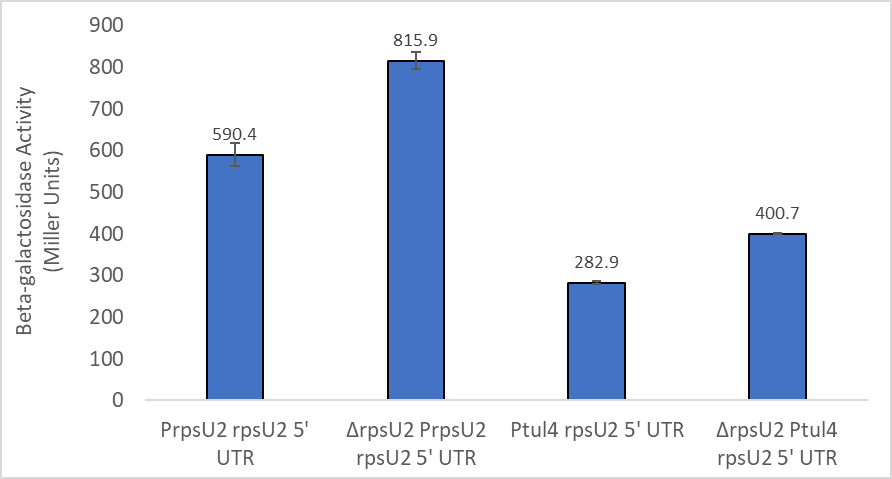 900
800
700
600
500
400
300
200
100
0
Beta-galactosidase Activity
(Miller Units)
590.4
815.9
282.9
400.7
PrpsU2 rpsU2 5'
UTR
ΔrpsU2 PrpsU2
rpsU2 5' UTR
Ptul4 rpsU2 5' UTR
ΔrpsU2 Ptul4
rpsU2 5' UTR